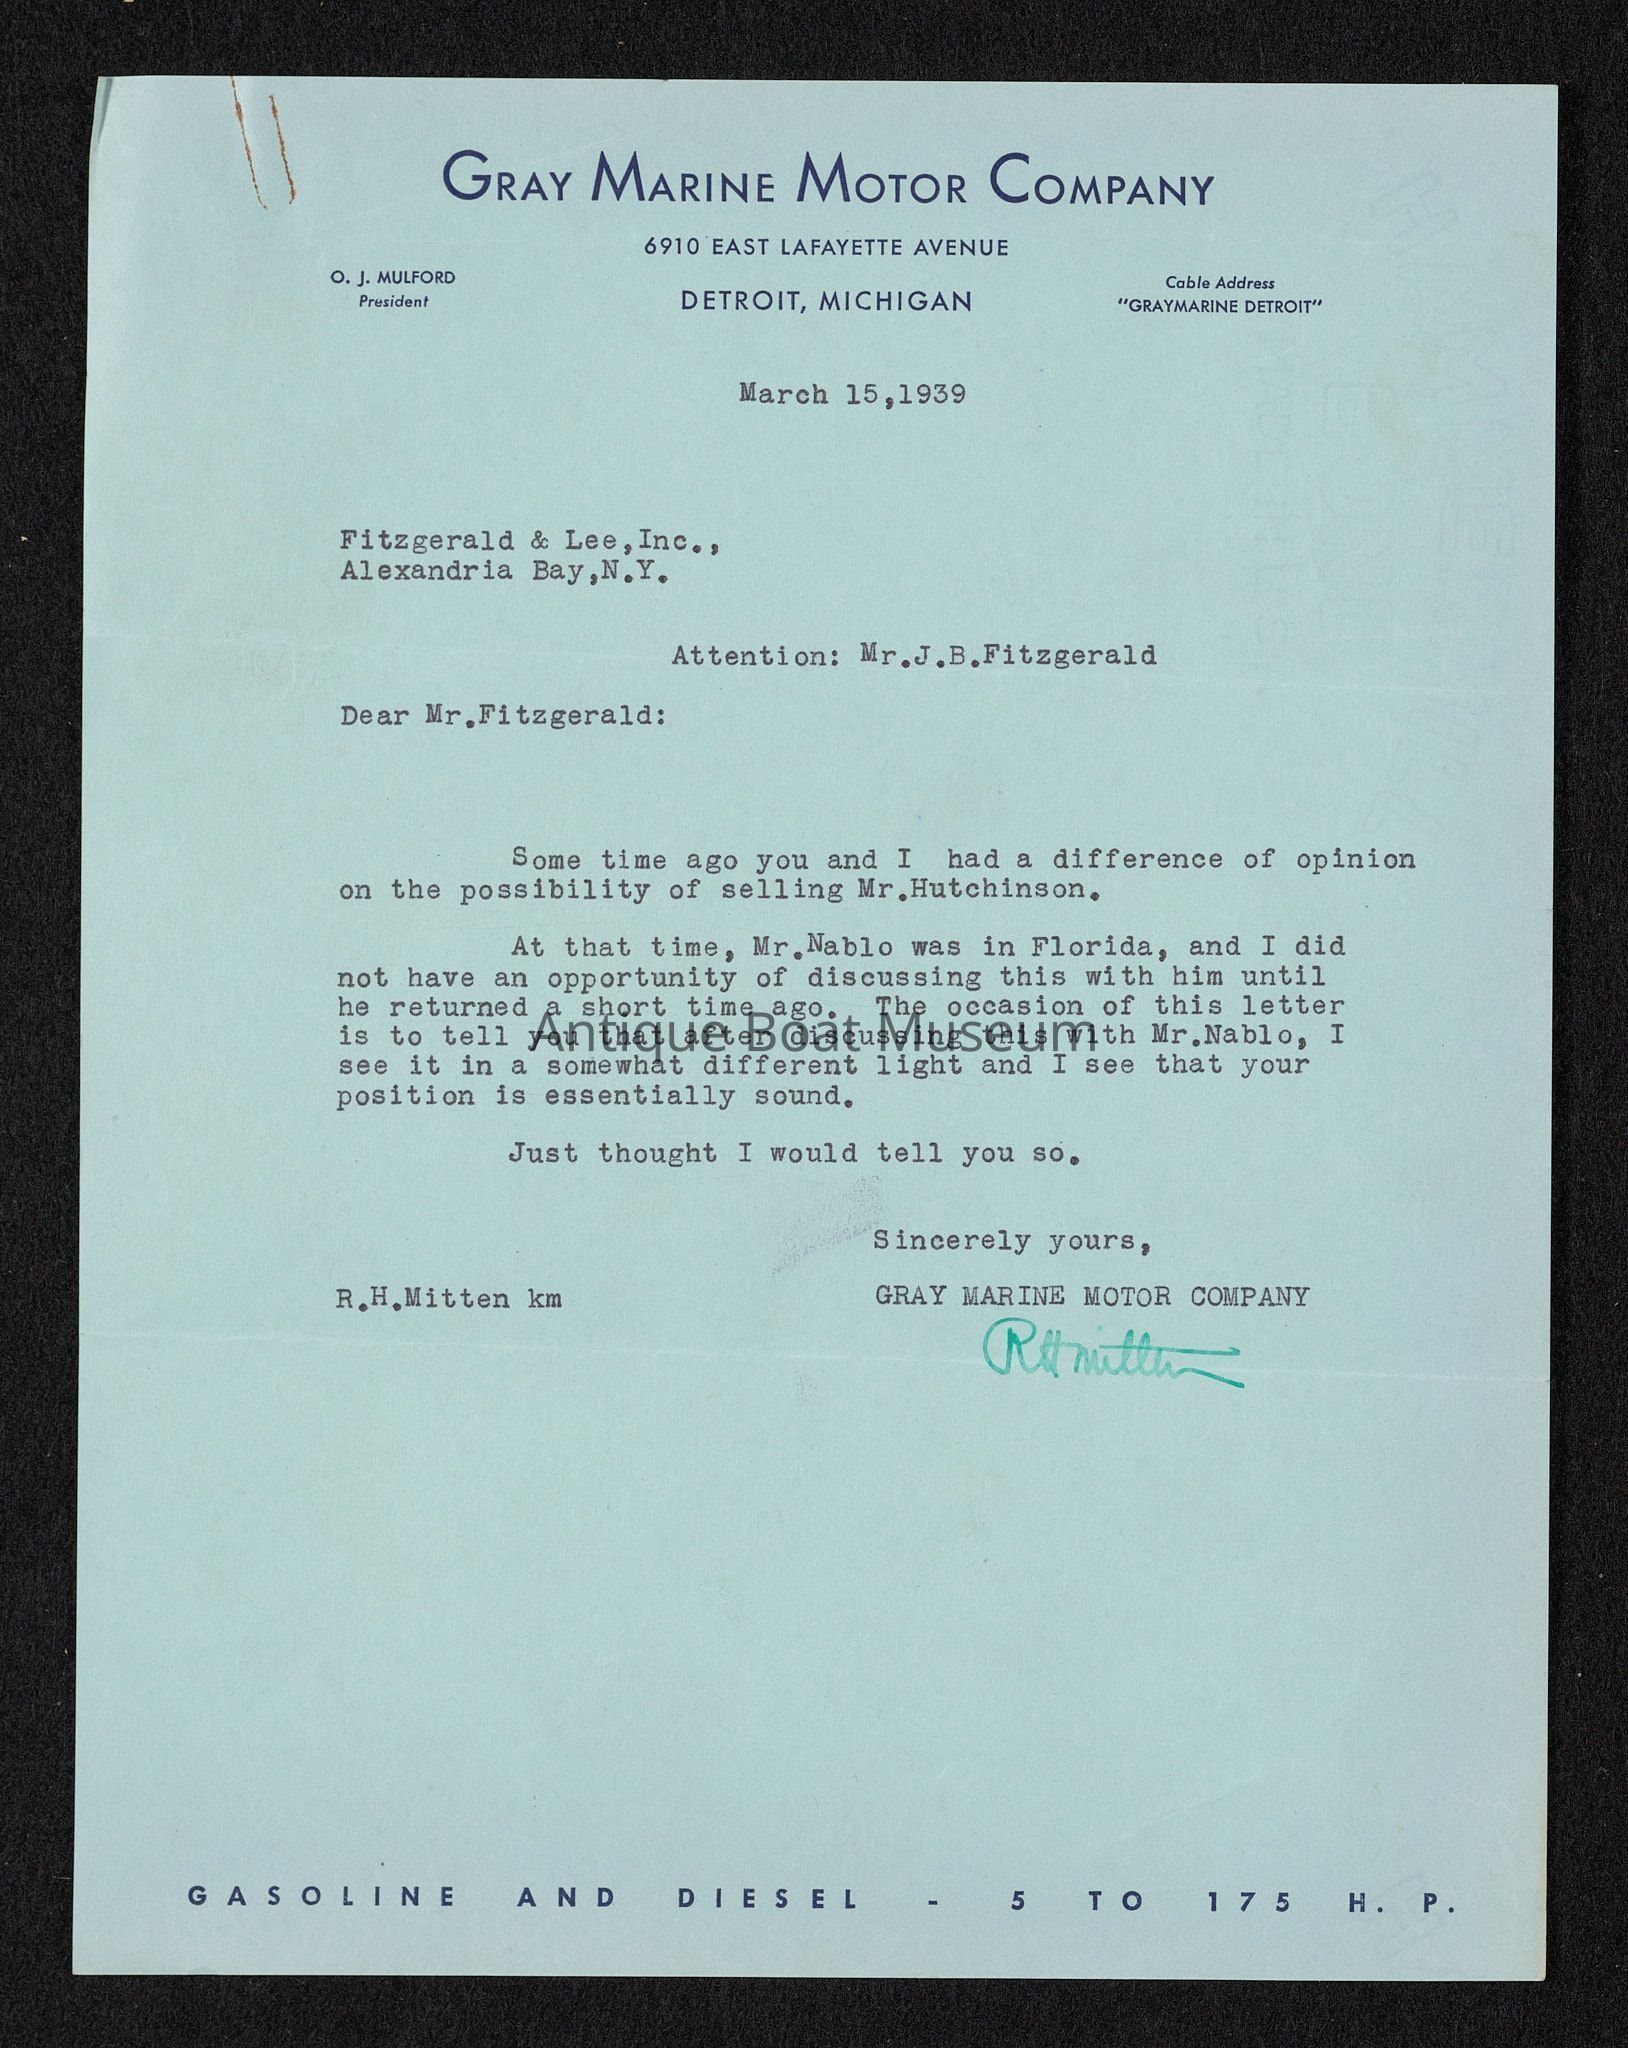 GRAY MARINE MOTOR COMPANY
6910 EAST LAFAYETTE AVENUE
O. J. MULFORD
President
DETROIT, MICHIGAN
Cable Address
"GRAYMARINE DETROIT"
March 15,1939
Fitzgerald & Lee,Inc.,
Alexandria Bay,N.Y.
Attention: Mr.J.B.Fitzgerald
Dear Mr.Fitzgerald:
Some time ago you and I had a difference of opinion
on the possibility of selling Mr.Hutchinson.
At that time, Mr.Nablo was in Florida, and I did
not have an opportunity of discussing this with him until
he returned a short time ago. The occasion of this letter
is to tell you that after discussing this with Mr.Nablo, I
Antique Boat Museum
see it in a somewhat different light and I see that your
position is essentially sound.
Just thought I would tell you so.
Sincerely yours,
R.H.Mitten km
GRAY MARINE MOTOR COMPANY
RHMitten
GASOLINE AND DIESEL - 5 TO 175 H. P.